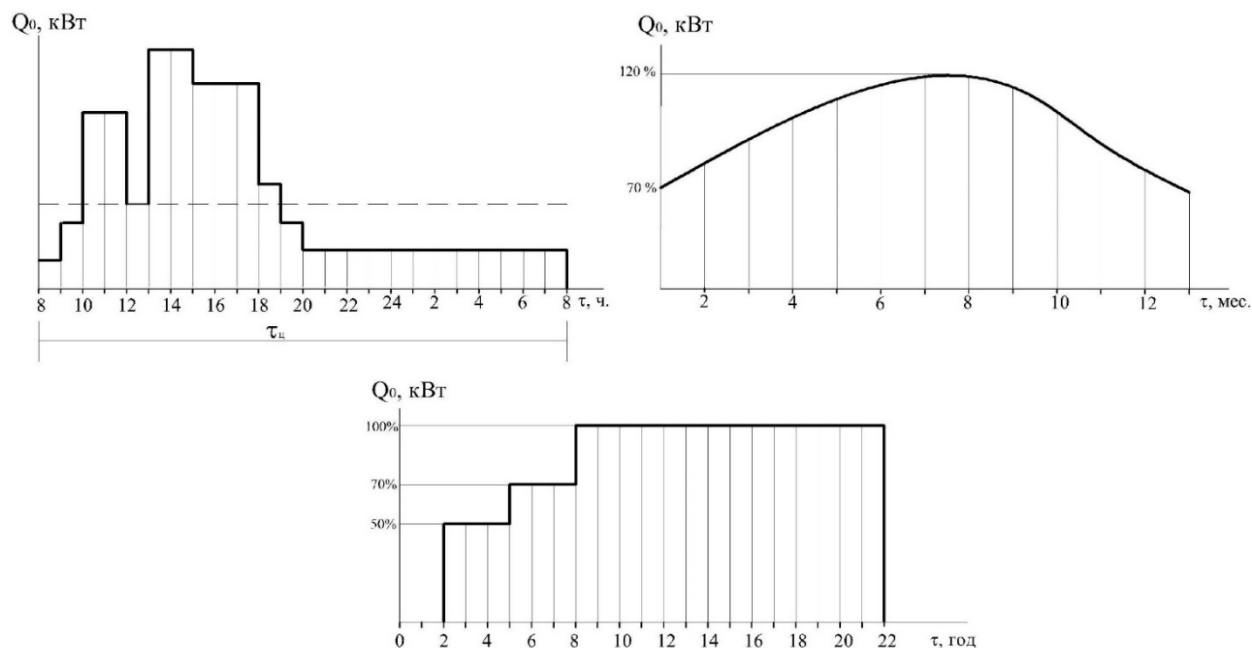 Q₀, кВт
8 10 12 14 16 18 20 22 24 2 4 6 8 τ, ч.
τц
Q₀, кВт
120 %
70 %
2 4 6 8 10 12 τ, мес.
Q₀, кВт
100%
70%
50%
0 2 4 6 8 10 12 14 16 18 20 22 τ, год